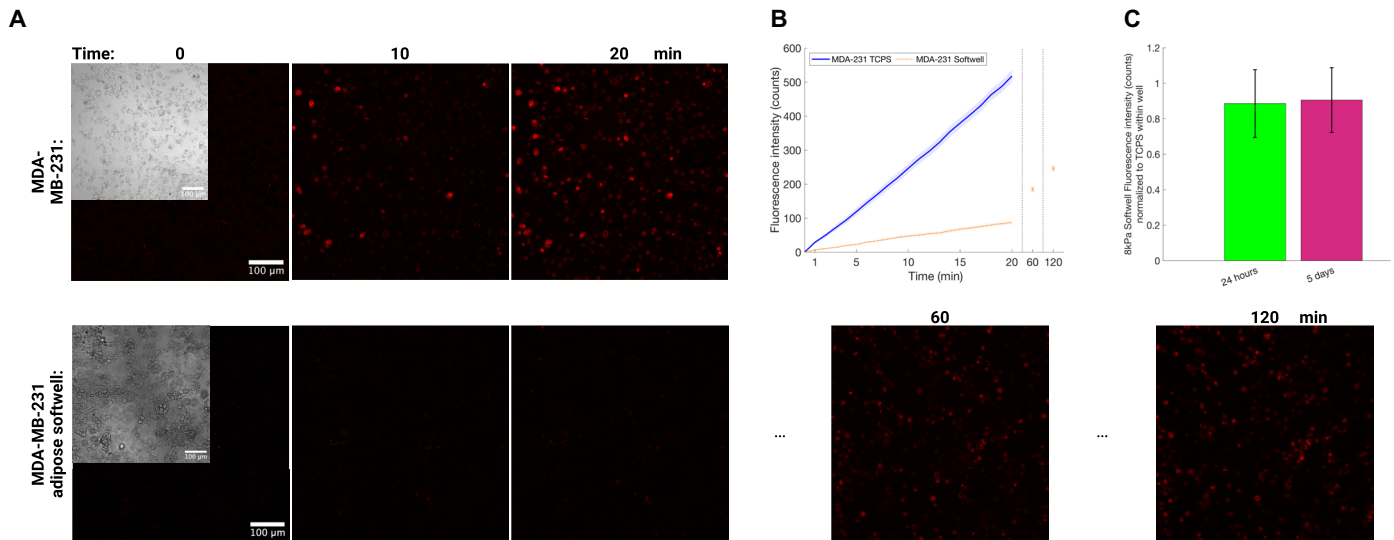 A
Time: 0 10 20 min
MDA-
MB-231:
100 µm
100 µm
MDA-MB-231
adipose softwell:
100 µm
100 µm
B
Fluorescence intensity (counts)
600
500
400
300
200
100
0
MDA-231 TCPS
MDA-231 Softwell
1 5 10 15 20 60 120
Time (min)
C
8kPa Softwell Fluorescence intensity (counts)
normalized to TCPS within well
1.2
1
0.8
0.6
0.4
0.2
0
24 hours
5 days
...
60
...
120 min